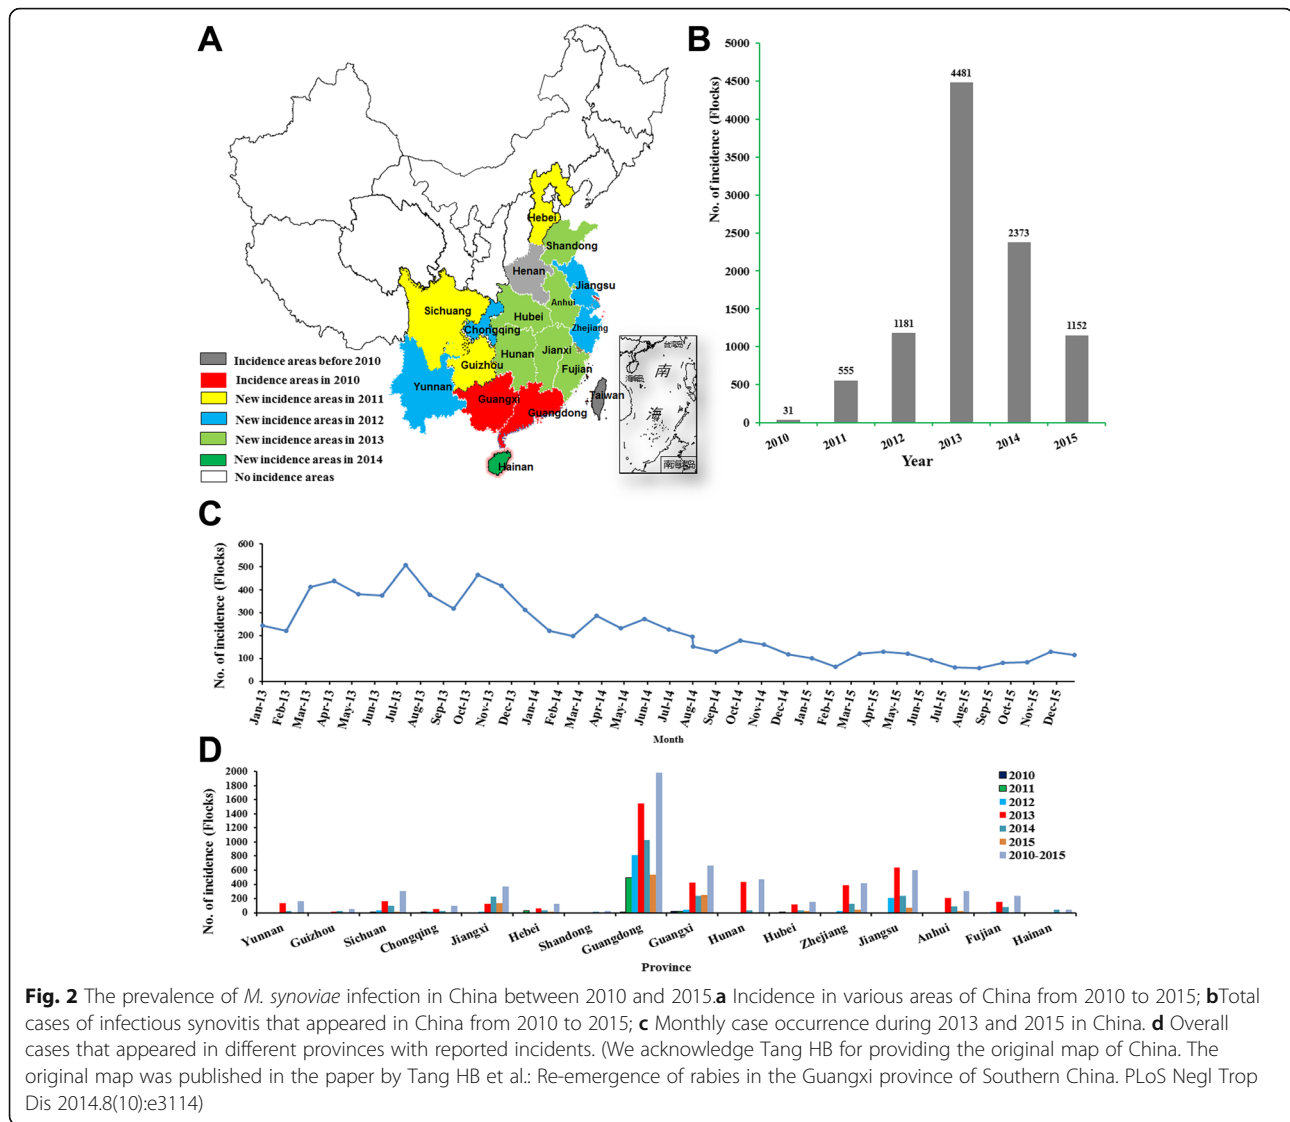 A
Hebei
Shandong
Henan
Jiangsu
Anhui
Sichuang
Hubei
Chongqing
Zhejiang
Hunan
Jianxi
Guizhou
Fujian
Yunnan
Guangxi
Taiwan
Guangdong
Hainan
南
海
南海诸岛
Incidence areas before 2010
Incidence areas in 2010
New incidence areas in 2011
New incidence areas in 2012
New incidence areas in 2013
New incidence areas in 2014
No incidence areas
B
No. of incidence (Flocks)
5000
4500
4000
3500
3000
2500
2000
1500
1000
500
0
31
555
1181
4481
2373
1152
2010 2011 2012 2013 2014 2015
Year
C
No. of incidence (Flocks)
600
500
400
300
200
100
0
Jan-13 Feb-13 Mar-13 Apr-13 May-13 Jun-13 Jul-13 Aug-13 Sep-13 Oct-13 Nov-13 Dec-13 Jan-14 Feb-14 Mar-14 Apr-14 May-14 Jun-14 Jul-14 Aug-14 Sep-14 Oct-14 Nov-14 Dec-14 Jan-15 Feb-15 Mar-15 Apr-15 May-15 Jun-15 Jul-15 Aug-15 Sep-15 Oct-15 Nov-15 Dec-15
Month
D
No. of incidence (Flocks)
2000
1800
1600
1400
1200
1000
800
600
400
200
0
2010
2011
2012
2013
2014
2015
2010-2015
Yunnan Guizhou Sichuan Chongqing Jiangxi Hebei Shandong Guangdong Guangxi Hunan Hubei Zhejiang Jiangsu Anhui Fujian Hainan
Province
Fig. 2 The prevalence of M. synoviae infection in China between 2010 and 2015.a Incidence in various areas of China from 2010 to 2015; bTotal
cases of infectious synovitis that appeared in China from 2010 to 2015; c Monthly case occurrence during 2013 and 2015 in China. d Overall
cases that appeared in different provinces with reported incidents. (We acknowledge Tang HB for providing the original map of China. The
original map was published in the paper by Tang HB et al.: Re-emergence of rabies in the Guangxi province of Southern China. PLoS Negl Trop
Dis 2014.8(10):e3114)